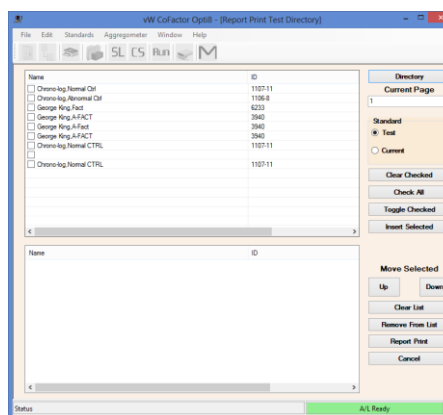 vW CoFactor Opti8 - [Report Print Test Directory]
File Edit Standards Aggregometer Window Help
SL CS Run M
Name ID
Chrono-log,Normal Ctrl 1107-11
Chrono-log,Abnormal Ctrl 1106-8
George King,Fact 6233
George King,A-FACT 3940
George King,A-Fact 3940
George King,A-FACT 3940
Chrono-log,Normal CTRL 1107-11
Chrono-log,Normal CTRL 1107-11
Directory
Current Page
1
Standard
Test
Current
Clear Checked
Check All
Toggle Checked
Insert Selected
Name ID
Move Selected
Up Down
Clear List
Remove From List
Report Print
Cancel
Status A/L Ready